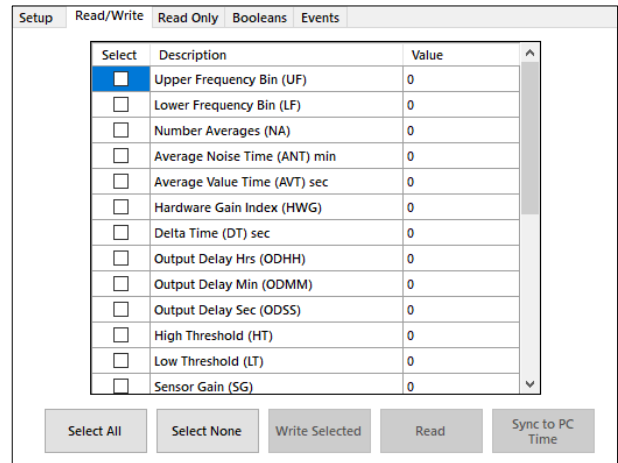 Setup Read/Write Read Only Booleans Events
Select Description Value
Upper Frequency Bin (UF) 0
Lower Frequency Bin (LF) 0
Number Averages (NA) 0
Average Noise Time (ANT) min 0
Average Value Time (AVT) sec 0
Hardware Gain Index (HWG) 0
Delta Time (DT) sec 0
Output Delay Hrs (ODHH) 0
Output Delay Min (ODMM) 0
Output Delay Sec (ODSS) 0
High Threshold (HT) 0
Low Threshold (LT) 0
Sensor Gain (SG) 0
Select All Select None Write Selected Read Sync to PC
Time